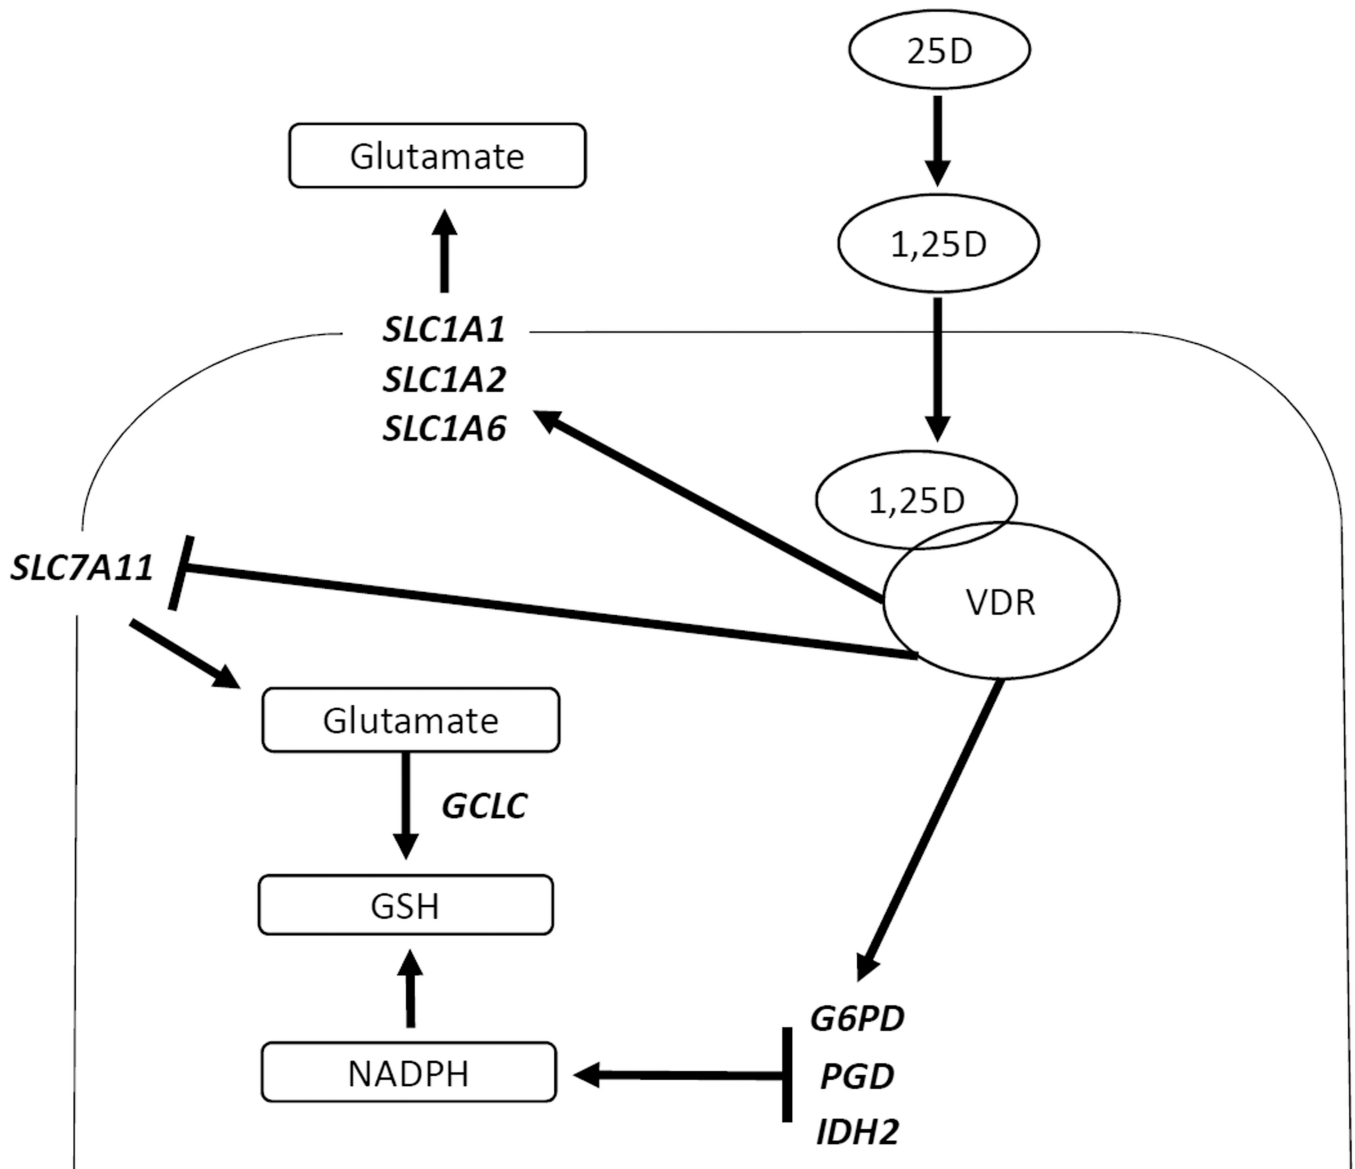 25D
Glutamate
1,25D
SLC1A1
SLC1A2
SLC1A6
1,25D
SLC7A11
VDR
Glutamate
GCLC
GSH
G6PD
NADPH
PGD
IDH2